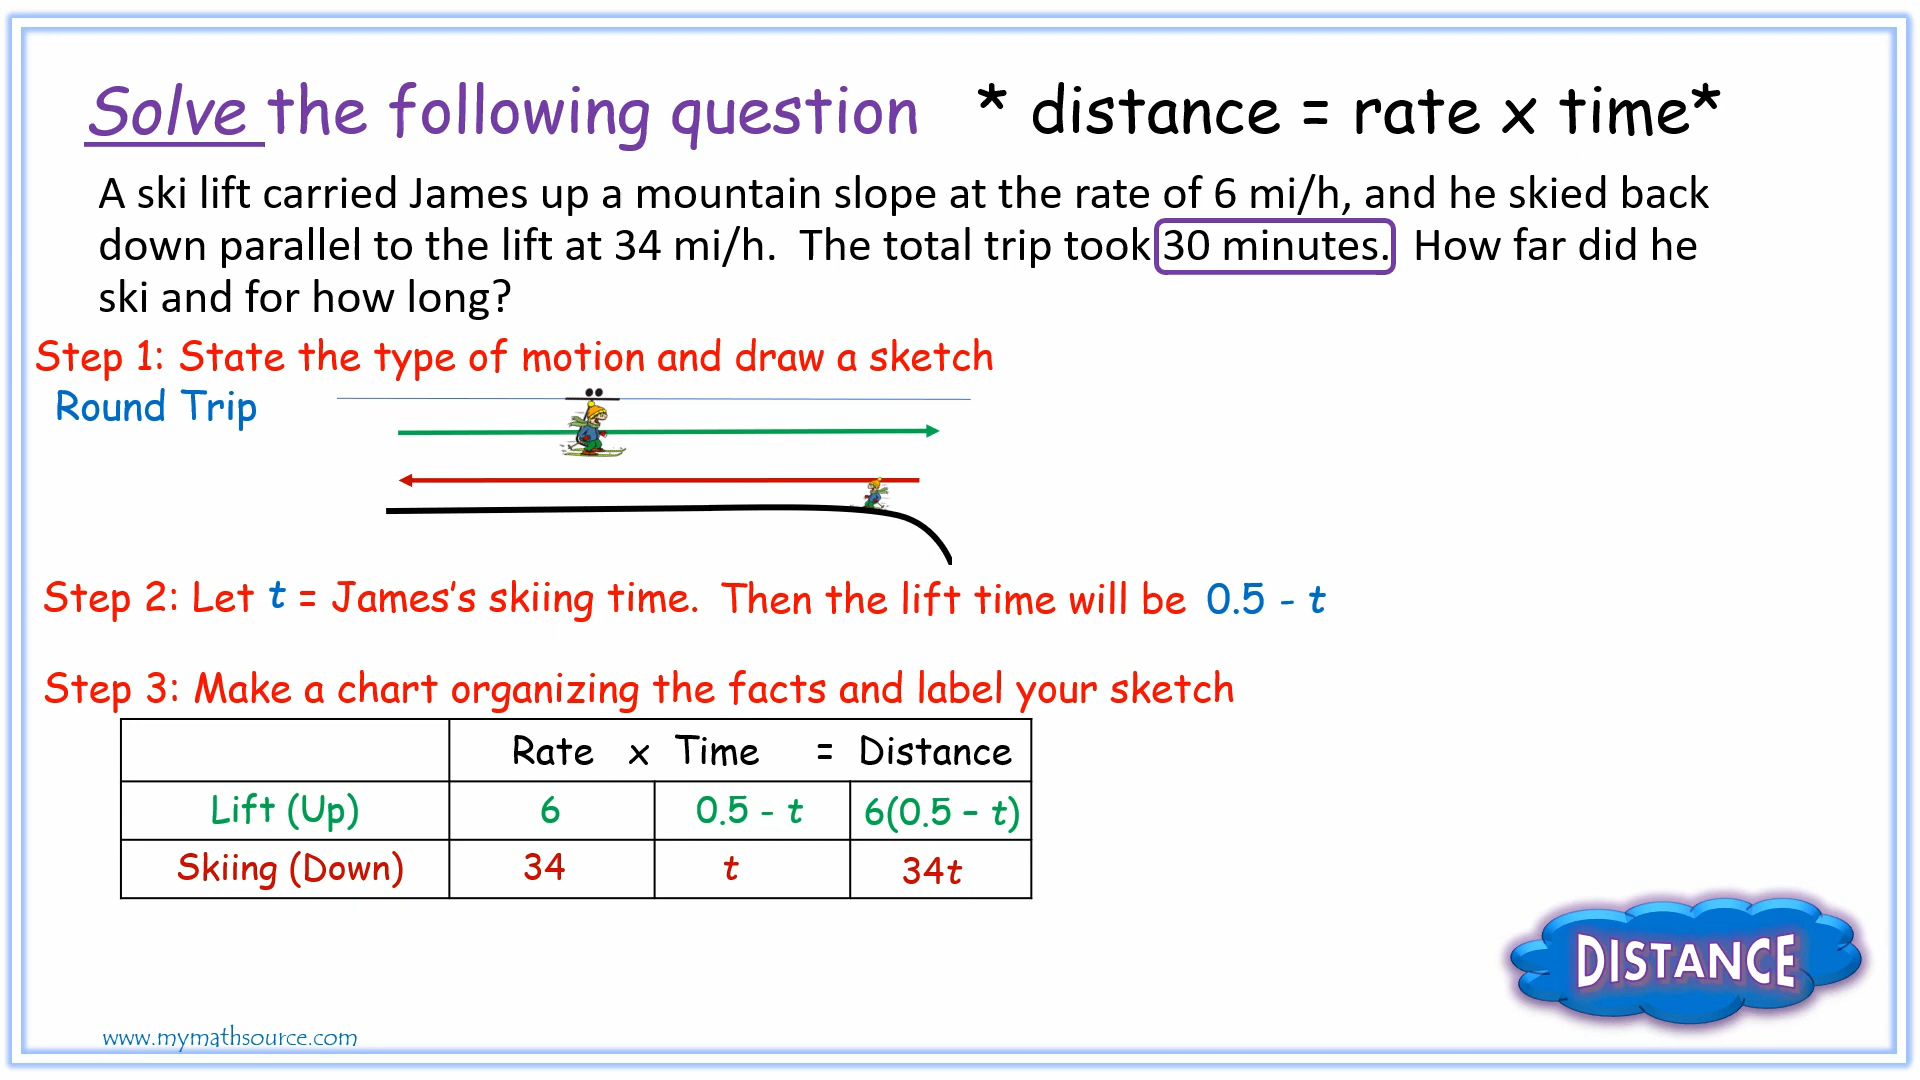 Solve the following question * distance = rate x time*
A ski lift carried James up a mountain slope at the rate of 6 mi/h, and he skied back
down parallel to the lift at 34 mi/h. The total trip took 30 minutes. How far did he
ski and for how long?
Step 1: State the type of motion and draw a sketch
Round Trip
Step 2: Let t = James’s skiing time. Then the lift time will be 0.5 - t
Step 3: Make a chart organizing the facts and label your sketch
Rate x Time = Distance
Lift (Up) 6 0.5 - t 6(0.5 – t)
Skiing (Down) 34 t 34t
DISTANCE
www.mymathsource.com